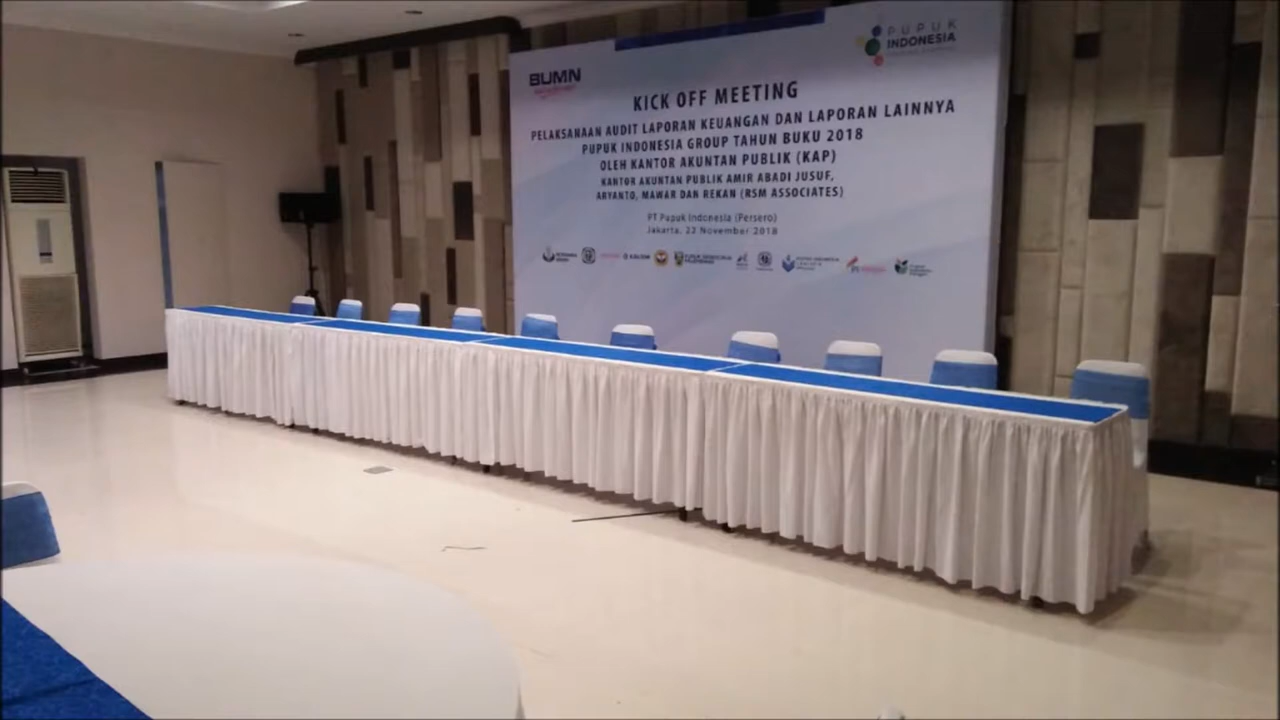 PUPUK
INDONESIA
BUMN
KICK OFF MEETING
PELAKSANAAN AUDIT LAPORAN KEUANGAN DAN LAPORAN LAINNYA
PUPUK INDONESIA GROUP TAHUN BUKU 2018
OLEH KANTOR AKUNTAN PUBLIK (KAP)
KANTOR AKUNTAN PUBLIK AMIR ABADI JUSUF,
ARYANTO, MAWAR DAN REKAN (RSM ASSOCIATES)
PT Pupuk Indonesia (Persero)
Jakarta, 22 November 2018